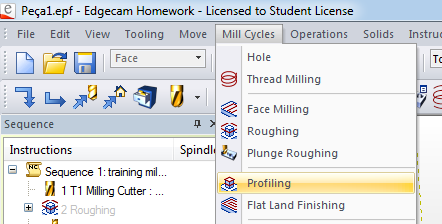 Peça1.epf - Edgecam Homework - Licensed to Student License
File Edit View Tooling Move Mill Cycles Operations Solids Instru
Face
To
Hole
Thread Milling
Face Milling
Roughing
Plunge Roughing
Profiling
Flat Land Finishing
Sequence
Instructions Spindl
NC Sequence 1: training mil...
1 T1 Milling Cutter : ...
2 Roughing